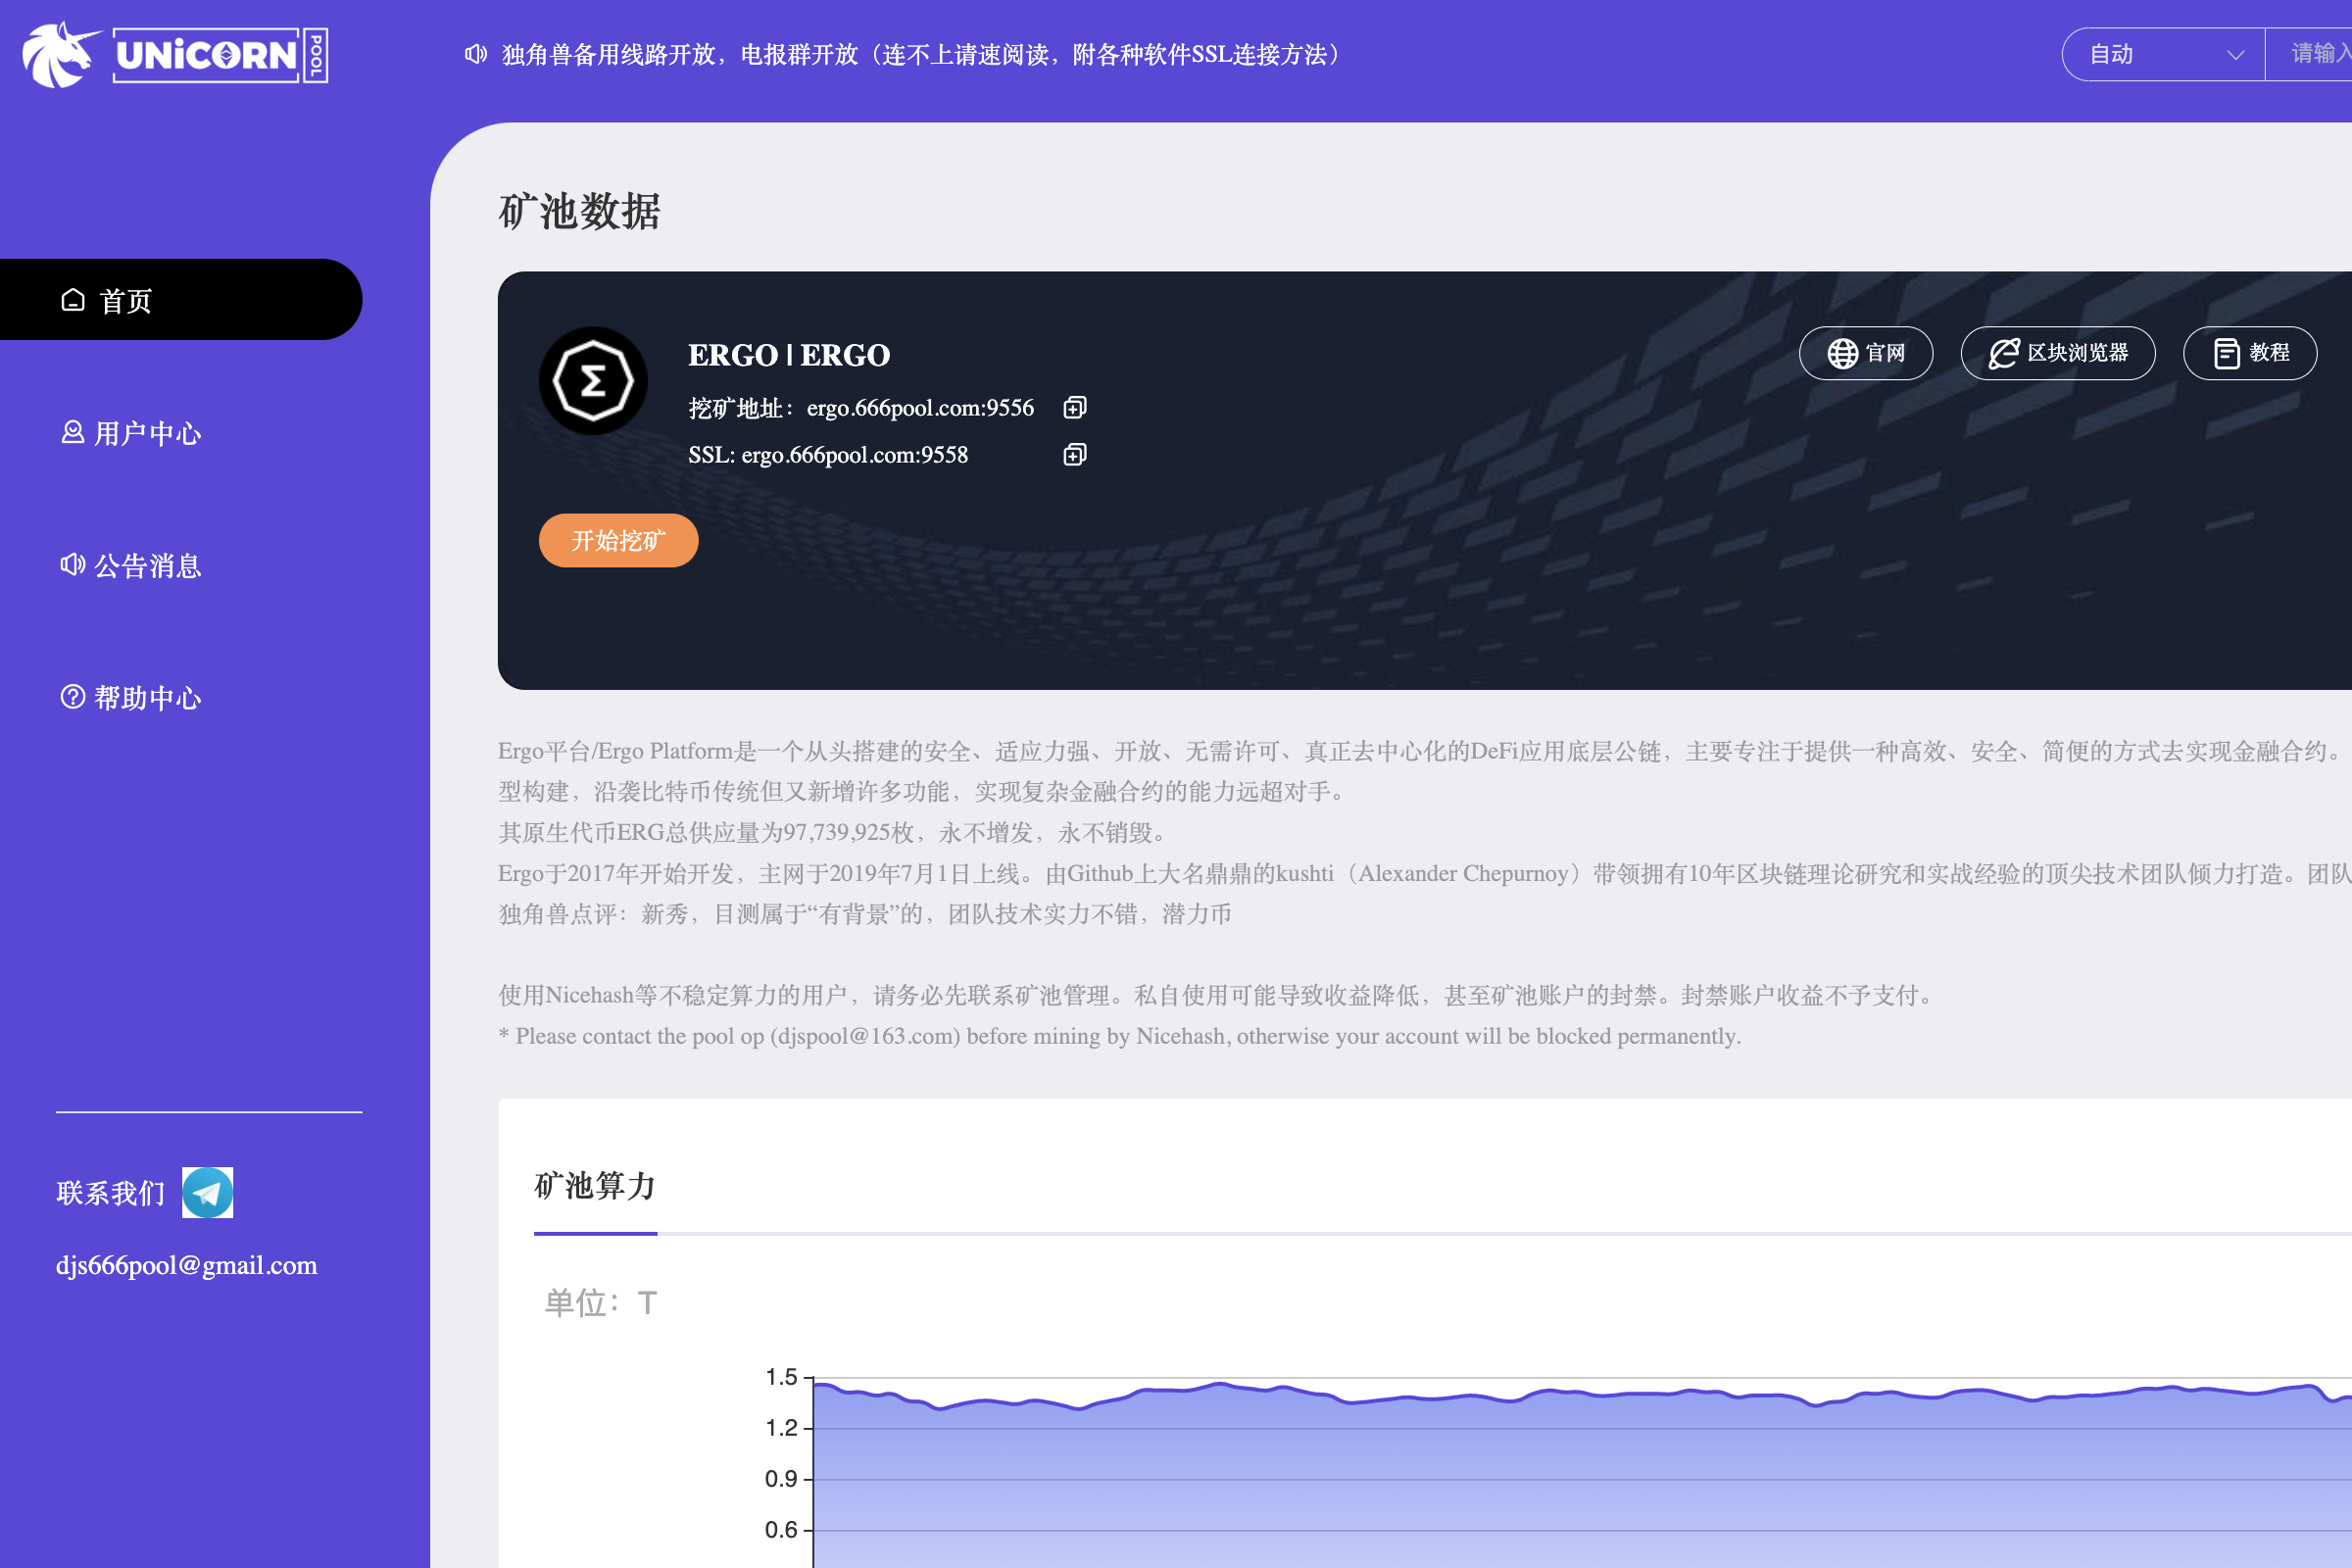 UNiCORN POOL
独角兽备用线路开放，电报群开放（连不上请速阅读，附各种软件SSL连接方法）
自动
请输入
首页
用户中心
公告消息
帮助中心
联系我们
djs666pool@gmail.com
矿池数据
ERGO | ERGO
挖矿地址：ergo.666pool.com:9556
SSL: ergo.666pool.com:9558
开始挖矿
官网
区块浏览器
教程
Ergo平台/Ergo Platform是一个从头搭建的安全、适应力强、开放、无需许可、真正去中心化的DeFi应用底层公链，主要专注于提供一种高效、安全、简便的方式去实现金融合约。
型构建，沿袭比特币传统但又新增许多功能，实现复杂金融合约的能力远超对手。
其原生代币ERG总供应量为97,739,925枚，永不增发，永不销毁。
Ergo于2017年开始开发，主网于2019年7月1日上线。由Github上大名鼎鼎的kushti（Alexander Chepurnoy）带领拥有10年区块链理论研究和实战经验的顶尖技术团队倾力打造。团队
独角兽点评：新秀，目测属于“有背景”的，团队技术实力不错，潜力币
使用Nicehash等不稳定算力的用户，请务必先联系矿池管理。私自使用可能导致收益降低，甚至矿池账户的封禁。封禁账户收益不予支付。
* Please contact the pool op (djspool@163.com) before mining by Nicehash, otherwise your account will be blocked permanently.
矿池算力
单位：T
1.5
1.2
0.9
0.6